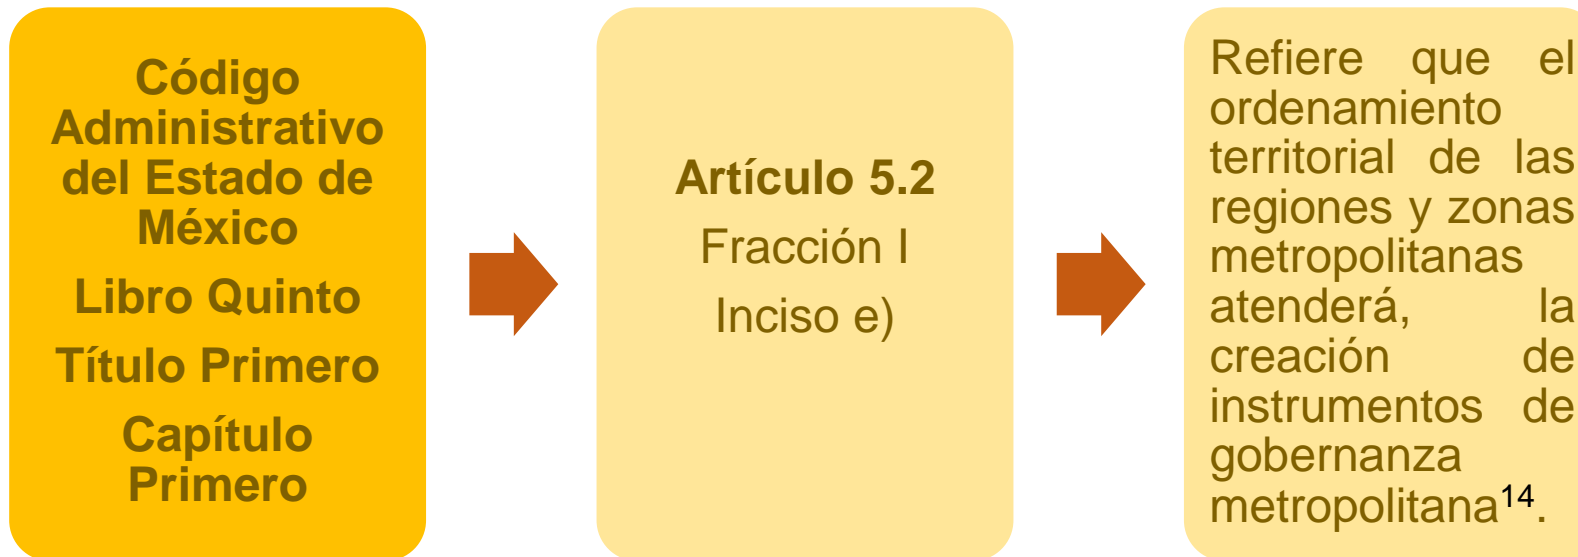 Código
Administrativo
del Estado de
México
Libro Quinto
Título Primero
Capítulo
Primero
Artículo 5.2
Fracción I
Inciso e)
Refiere que el
ordenamiento
territorial de las
regiones y zonas
metropolitanas
atenderá, la
creación de
instrumentos de
gobernanza
metropolitana¹⁴.